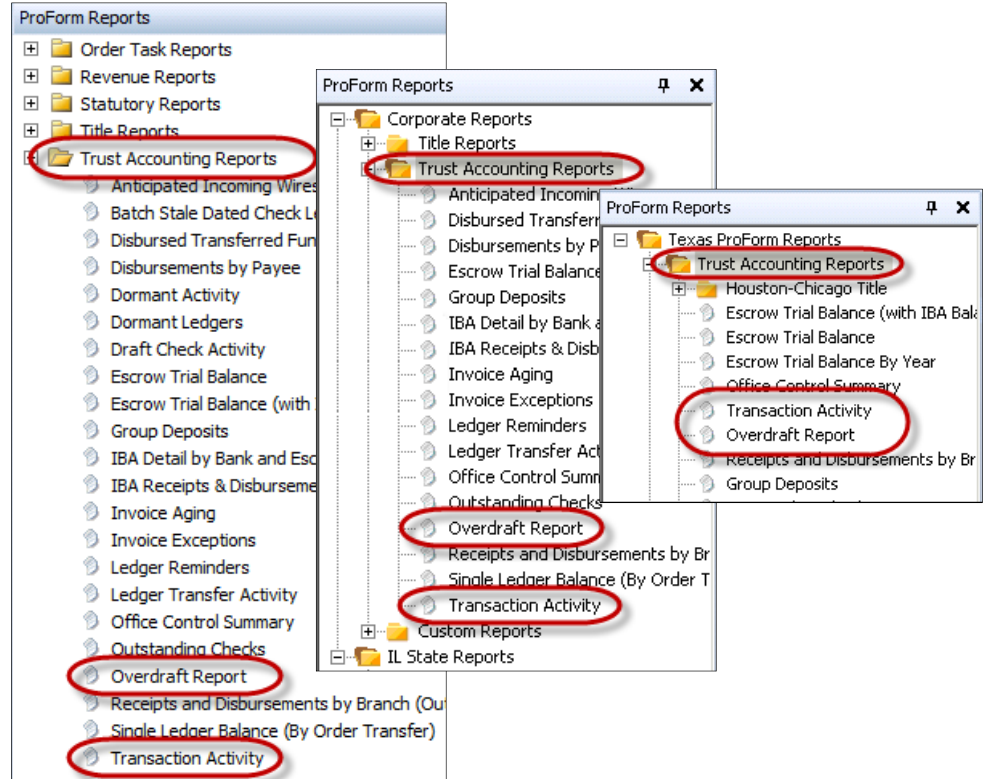 ProForm Reports
Order Task Reports
Revenue Reports
Statutory Reports
Title Reports
Trust Accounting Reports
Anticipated Incoming Wires
Batch Stale Dated Check L
Disbursed Transferred Fun
Disbursements by Payee
Dormant Activity
Dormant Ledgers
Draft Check Activity
Escrow Trial Balance
Escrow Trial Balance (with
Group Deposits
IBA Detail by Bank and Esc
IBA Receipts & Disburseme
Invoice Aging
Invoice Exceptions
Ledger Reminders
Ledger Transfer Activity
Office Control Summary
Outstanding Checks
Overdraft Report
Receipts and Disbursements by Branch (Ou
Single Ledger Balance (By Order Transfer)
Transaction Activity
ProForm Reports
Corporate Reports
Title Reports
Trust Accounting Reports
Anticipated Incoming
Disbursed Transferr
Disbursements by P
Escrow Trial Balance
Group Deposits
IBA Detail by Bank a
IBA Receipts & Disb
Invoice Aging
Invoice Exceptions
Ledger Reminders
Ledger Transfer Act
Office Control Summ
Outstanding Checks
Overdraft Report
Receipts and Disbursements by Br
Single Ledger Balance (By Order T
Transaction Activity
Custom Reports
IL State Reports
ProForm Reports
Texas ProForm Reports
Trust Accounting Reports
Houston-Chicago Title
Escrow Trial Balance (with IBA Bala
Escrow Trial Balance
Escrow Trial Balance By Year
Office Control Summary
Transaction Activity
Overdraft Report
Receipts and Disbursements by Br
Group Deposits